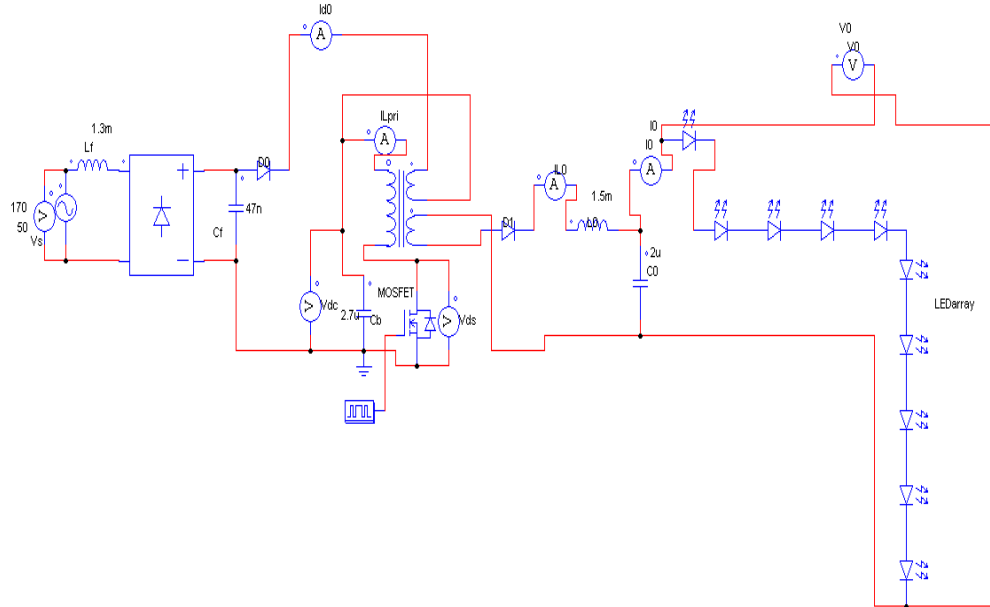 Id0
A
V0
V0
V
1.3m
Lf
ILpri
A
I0
I0
A
170
50
V
Vs
D0
47n
Cf
IL0
A
1.5m
D1
L0
2u
C0
MOSFET
V
Vdc
2.7u
Cb
V
Vds
LEDarray